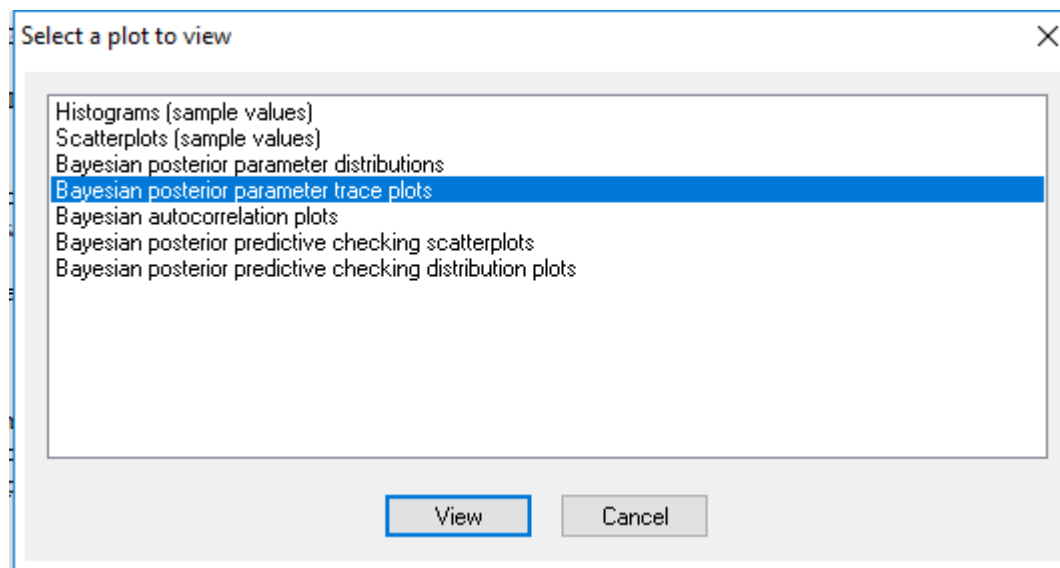 Select a plot to view
Histograms (sample values)
Scatterplots (sample values)
Bayesian posterior parameter distributions
Bayesian posterior parameter trace plots
Bayesian autocorrelation plots
Bayesian posterior predictive checking scatterplots
Bayesian posterior predictive checking distribution plots
View Cancel